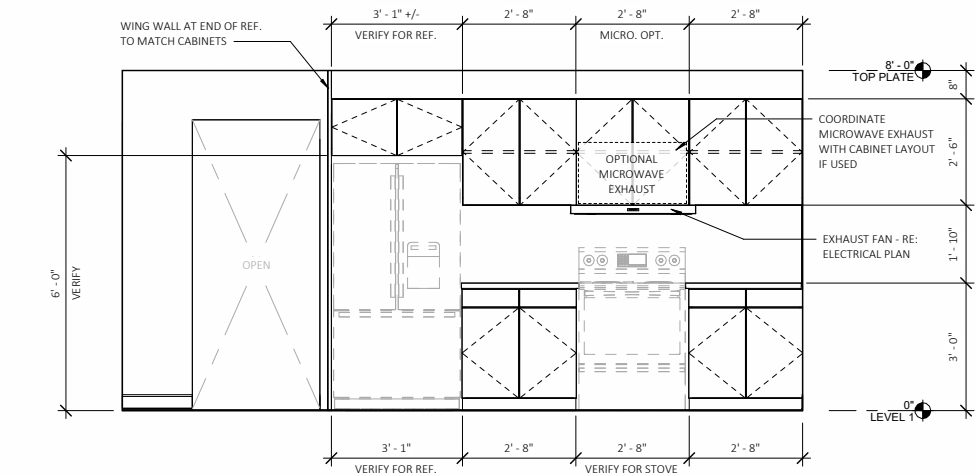 3' - 1" +/-
2' - 8"
2' - 8"
2' - 8"
VERIFY FOR REF.
MICRO. OPT.
WING WALL AT END OF REF.
TO MATCH CABINETS
8' - 0"
TOP PLATE
8"
COORDINATE
MICROWAVE EXHAUST
WITH CABINET LAYOUT
IF USED
2' - 6"
OPTIONAL
MICROWAVE
EXHAUST
EXHAUST FAN - RE:
ELECTRICAL PLAN
1' - 10"
OPEN
6' - 0"
VERIFY
3' - 0"
0"
LEVEL 1
3' - 1"
2' - 8"
2' - 8"
2' - 8"
VERIFY FOR REF.
VERIFY FOR STOVE